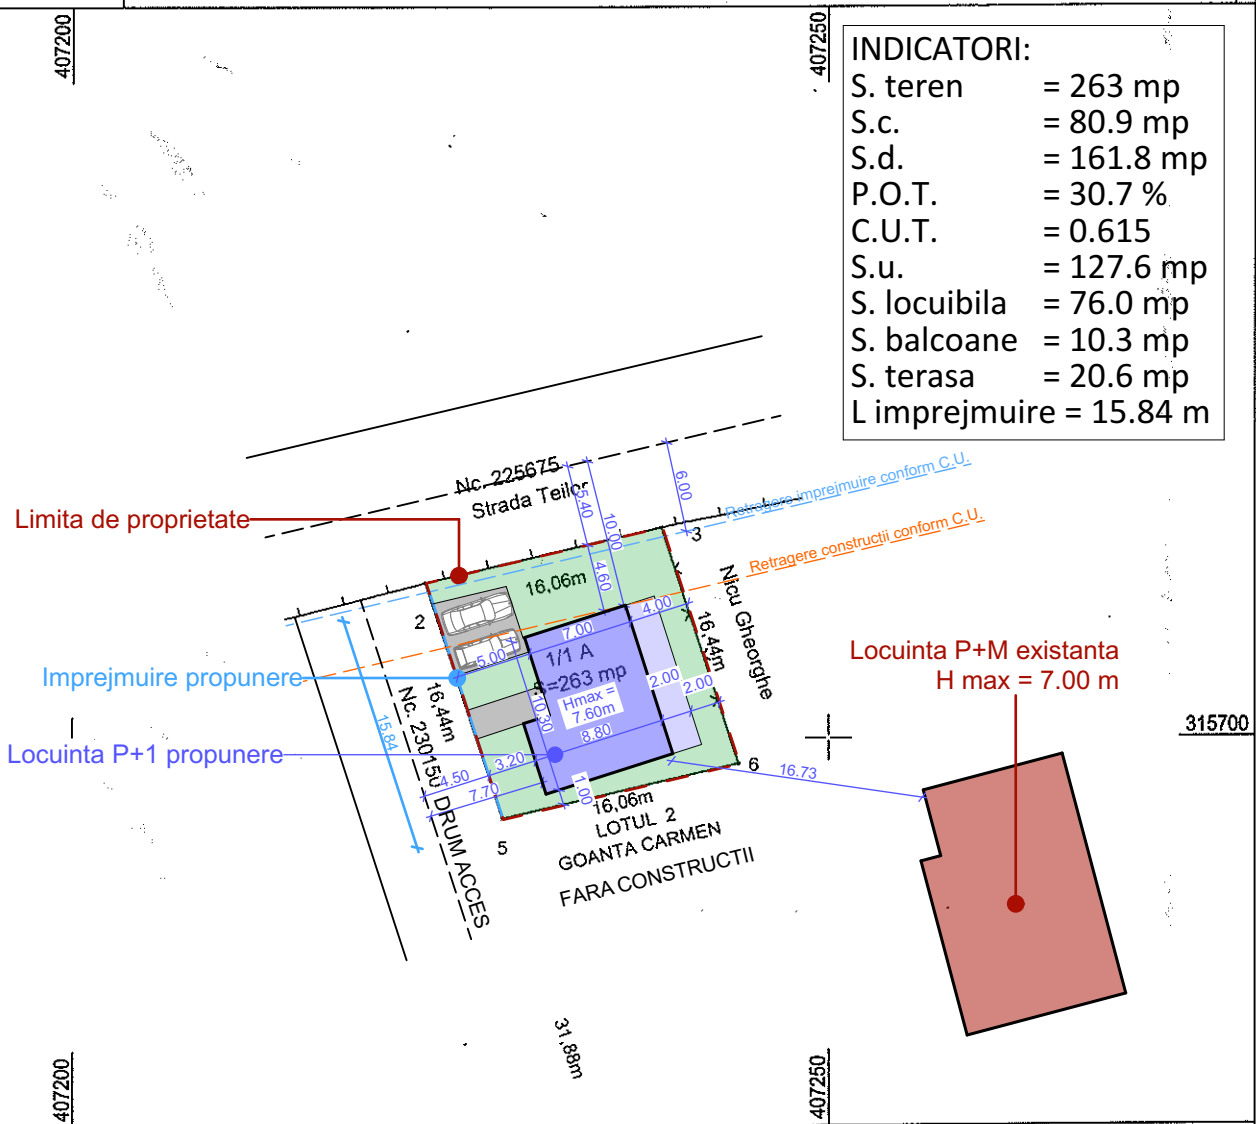 407200
407250
INDICATORI:
S. teren = 263 mp
S.c. = 80.9 mp
S.d. = 161.8 mp
P.O.T. = 30.7 %
C.U.T. = 0.615
S.u. = 127.6 mp
S. locuibila = 76.0 mp
S. balcoane = 10.3 mp
S. terasa = 20.6 mp
L imprejmuire = 15.84 m
Nc. 225675
Strada Teilor
5.40
10.00
6.00
Retragere imprejmuire conform C.U.
Retragere constructii conform C.U.
Limita de proprietate
3
4.60
16,06m
2
Nicu Gheorghe
4.00
16,44m
7.00
5.00
1/1 A
S=263 mp
Hmax =
7.60m
2.00
2.00
10.30
8.80
Imprejmuire propunere
16,44m
15.84
Nc. 230150 DRUM ACCES
Locuinta P+1 propunere
4.50
3.20
7.70
1.00
6
16.73
16,06m
LOTUL 2
GOANTA CARMEN
FARA CONSTRUCTII
5
Locuinta P+M existanta
H max = 7.00 m
315700
31,88m
407200
407250